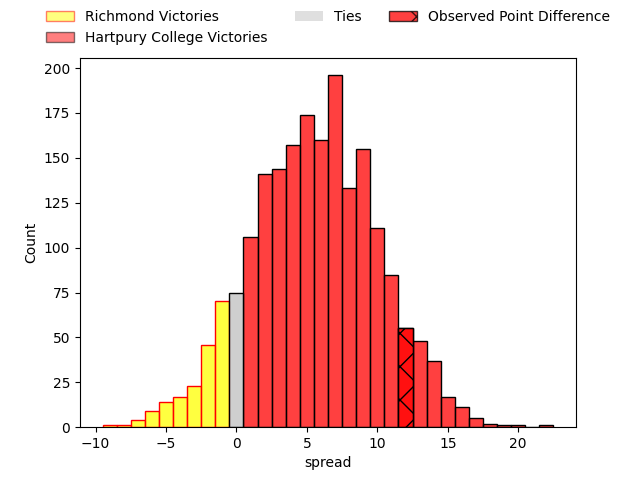 Richmond Victories
Hartpury College Victories
Ties
Observed Point Difference
200
175
150
125
100
75
50
25
0
Count
−10 −5 0 5 10 15 20
spread